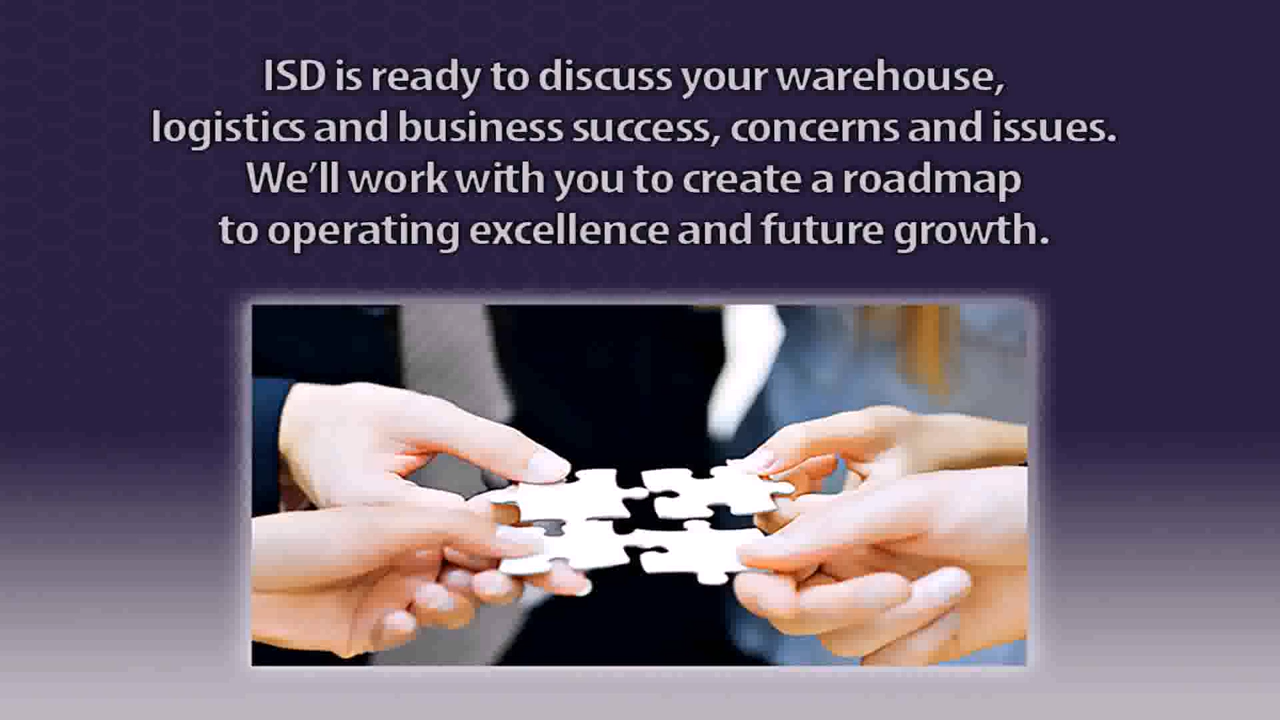 ISD is ready to discuss your warehouse,
logistics and business success, concerns and issues.
We’ll work with you to create a roadmap
to operating excellence and future growth.